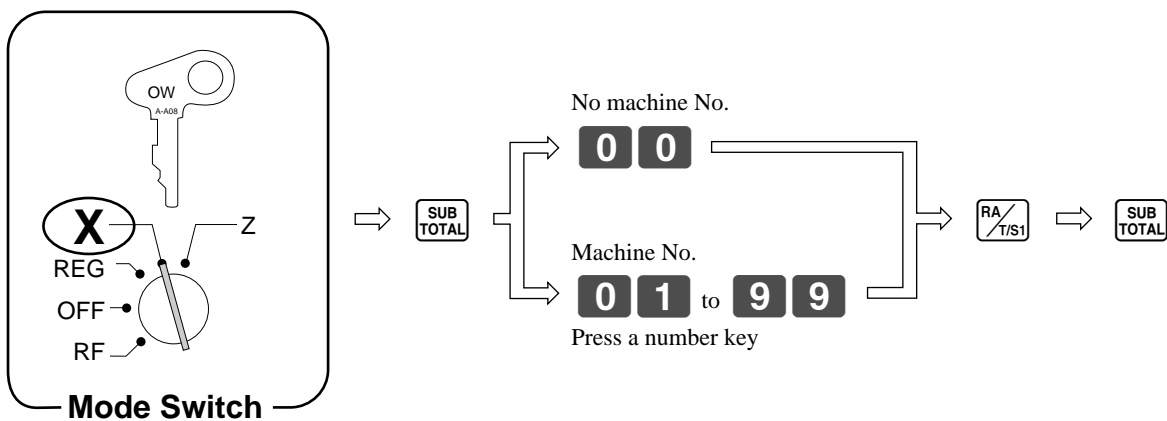 OW
A-A08
X
Z
REG
OFF
RF
Mode Switch
SUB
TOTAL
No machine No.
0 0
Machine No.
0 1 to 9 9
Press a number key
RA/
T/S1
SUB
TOTAL